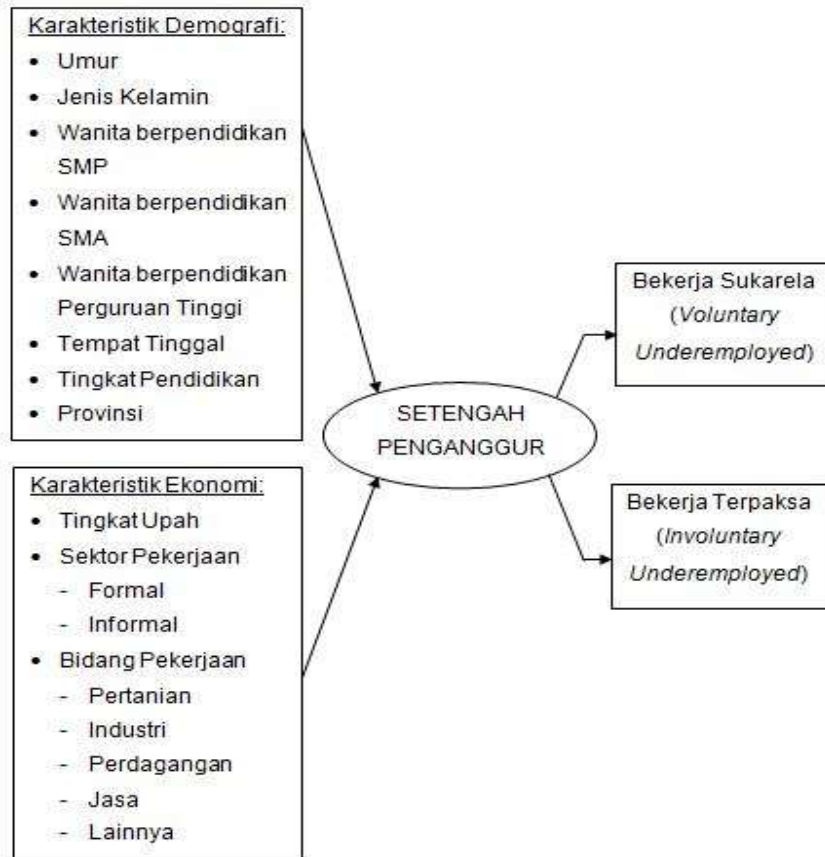 Karakteristik Demografi:
• Umur
• Jenis Kelamin
• Wanita berpendidikan
SMP
• Wanita berpendidikan
SMA
• Wanita berpendidikan
Perguruan Tinggi
• Tempat Tinggal
• Tingkat Pendidikan
• Provinsi
Karakteristik Ekonomi:
• Tingkat Upah
• Sektor Pekerjaan
- Formal
- Informal
• Bidang Pekerjaan
- Pertanian
- Industri
- Perdagangan
- Jasa
- Lainnya
SETENGAH
PENGANGGUR
Bekerja Sukarela
(Voluntary
Underemployed)
Bekerja Terpaksa
(Involuntary
Underemployed)